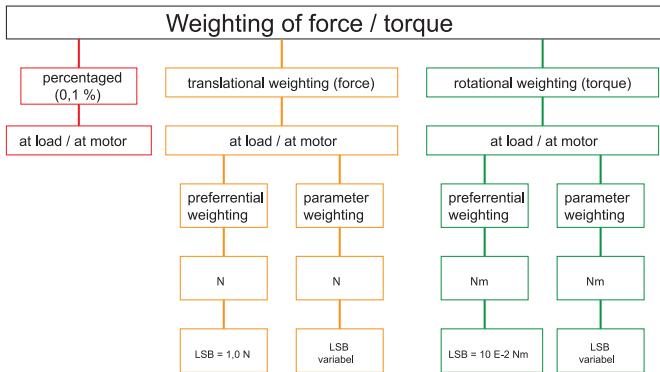 Weighting of force / torque
percentaged
(0,1 %)
translational weighting (force)
rotational weighting (torque)
at load / at motor
at load / at motor
at load / at motor
preferrential
weighting
parameter
weighting
preferrential
weighting
parameter
weighting
N
N
Nm
Nm
LSB = 1,0 N
LSB
variabel
LSB = 10 E-2 Nm
LSB
variabel